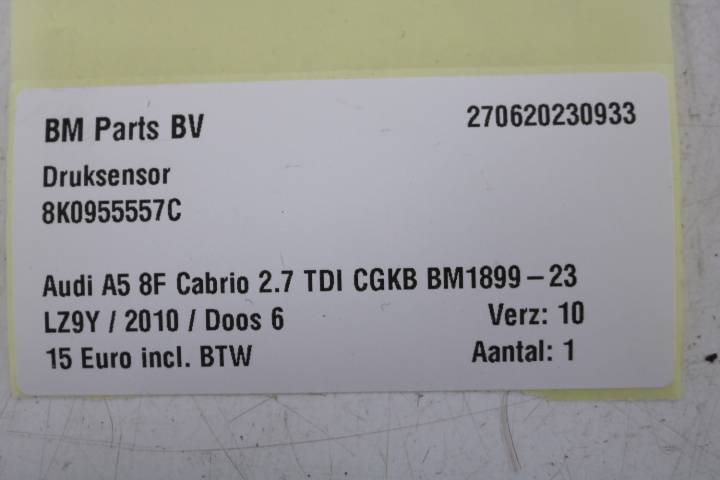 BM Parts BV 270620230933
Druksensor
8K0955557C
Audi A5 8F Cabrio 2.7 TDI CGKB BM1899 – 23
LZ9Y / 2010 / Doos 6 Verz: 10
15 Euro incl. BTW Aantal: 1